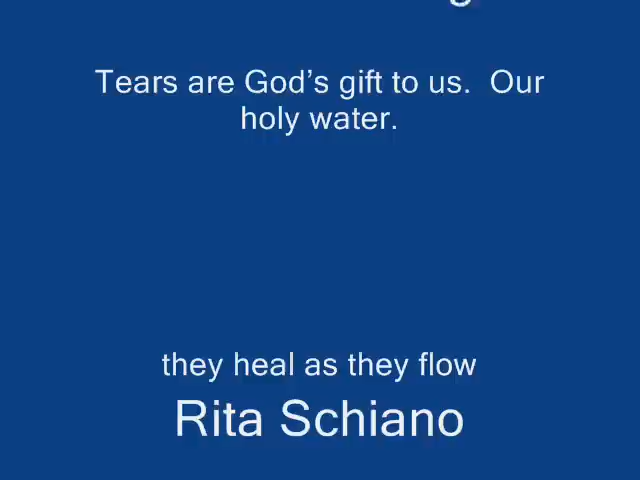 Tears are God’s gift to us.  Our
holy water.
they heal as they flow
Rita Schiano